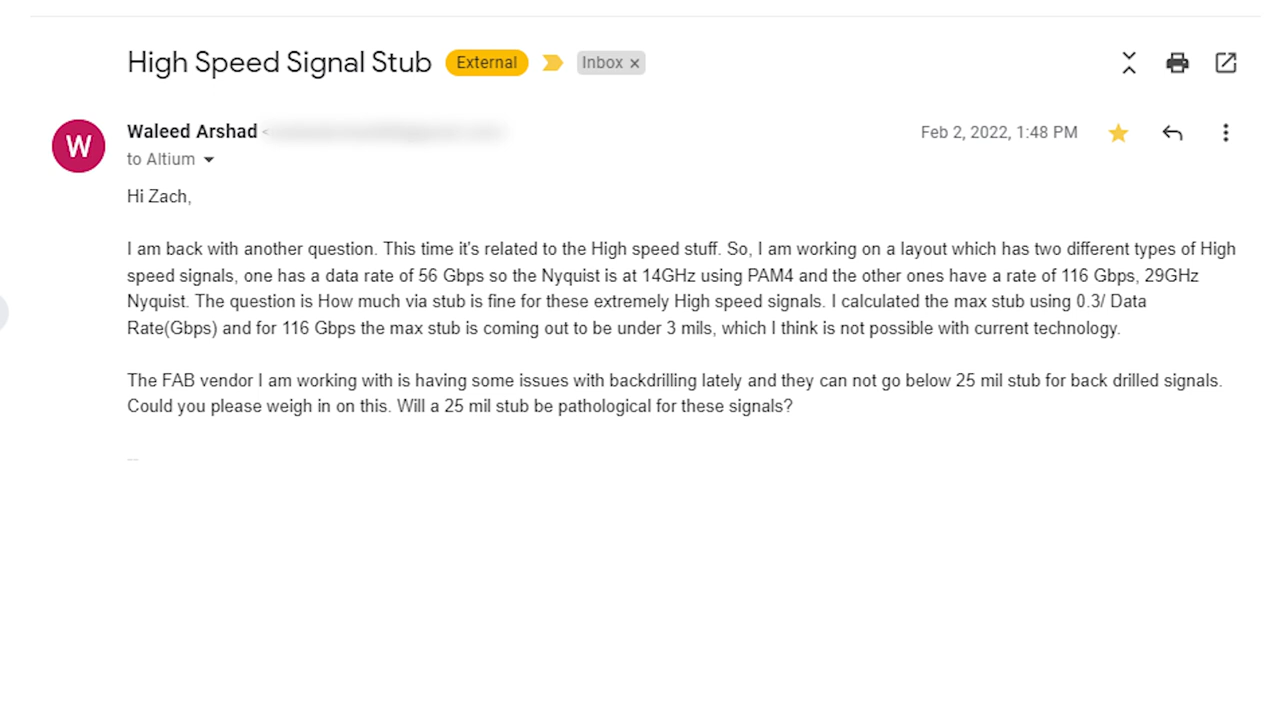 High Speed Signal Stub External Inbox ×
Waleed Arshad < Feb 2, 2022, 1:48 PM
W
to Altium
Hi Zach,
I am back with another question. This time it's related to the High speed stuff. So, I am working on a layout which has two different types of High
speed signals, one has a data rate of 56 Gbps so the Nyquist is at 14GHz using PAM4 and the other ones have a rate of 116 Gbps, 29GHz
Nyquist. The question is How much via stub is fine for these extremely High speed signals. I calculated the max stub using 0.3/ Data
Rate(Gbps) and for 116 Gbps the max stub is coming out to be under 3 mils, which I think is not possible with current technology.
The FAB vendor I am working with is having some issues with backdrilling lately and they can not go below 25 mil stub for back drilled signals.
Could you please weigh in on this. Will a 25 mil stub be pathological for these signals?
--